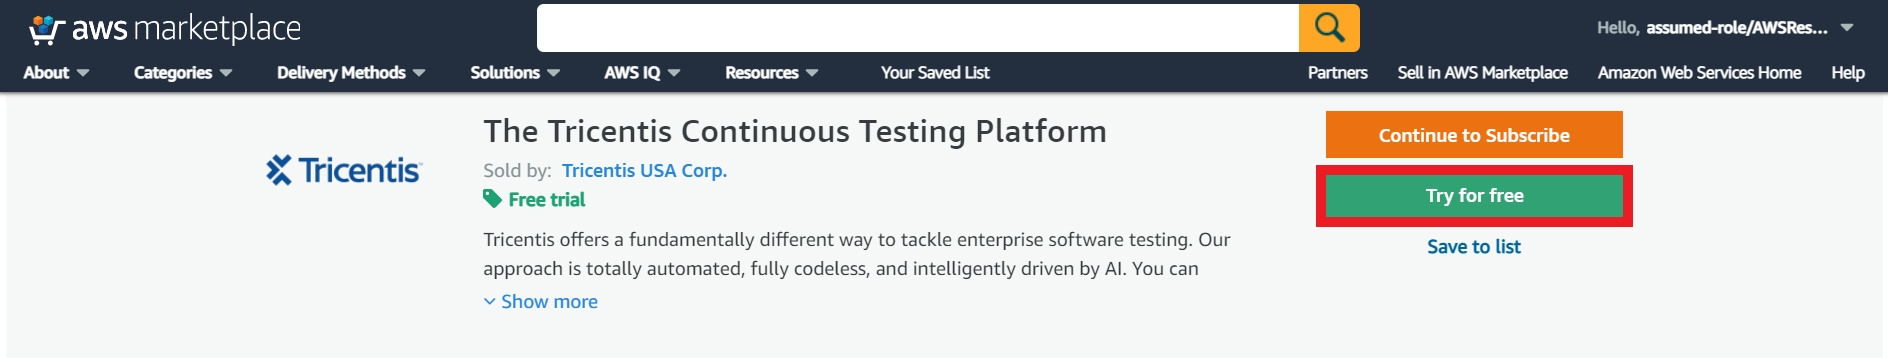 aws marketplace
Hello, assumed-role/AWSRes...
About Categories Delivery Methods Solutions AWS IQ Resources Your Saved List Partners Sell in AWS Marketplace Amazon Web Services Home Help
Tricentis™
The Tricentis Continuous Testing Platform
Sold by: Tricentis USA Corp.
Free trial
Tricentis offers a fundamentally different way to tackle enterprise software testing. Our
approach is totally automated, fully codeless, and intelligently driven by AI. You can
Show more
Continue to Subscribe
Try for free
Save to list